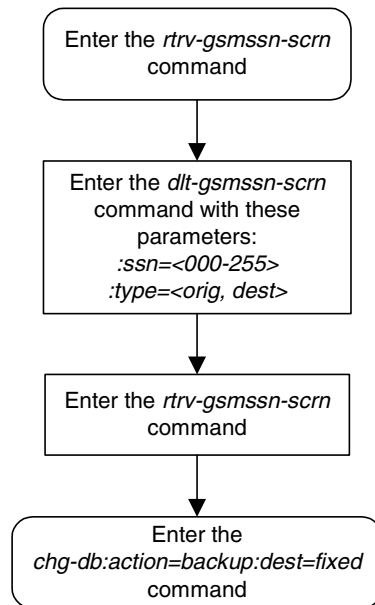 Enter the rtrv-gsmssn-scrn
command
Enter the dlt-gsmssn-scrn
command with these
parameters:
:ssn=<000-255>
:type=<orig, dest>
Enter the rtrv-gsmssn-scrn
command
Enter the
chg-db:action=backup:dest=fixed
command